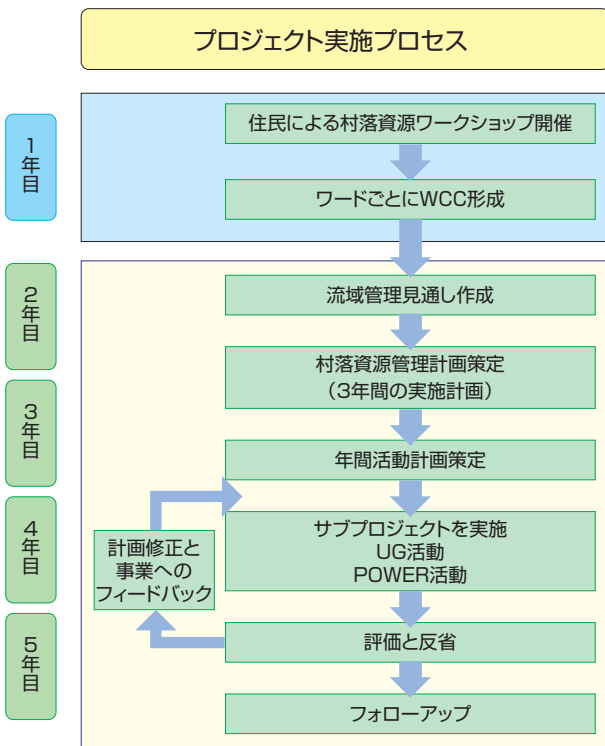 プロジェクト実施プロセス
1年目
住民による村落資源ワークショップ開催
ワードごとにWCC形成
2年目
流域管理見通し作成
村落資源管理計画策定
（3年間の実施計画）
3年目
年間活動計画策定
4年目
サブプロジェクトを実施
UG活動
POWER活動
計画修正と
事業への
フィードバック
5年目
評価と反省
フォローアップ